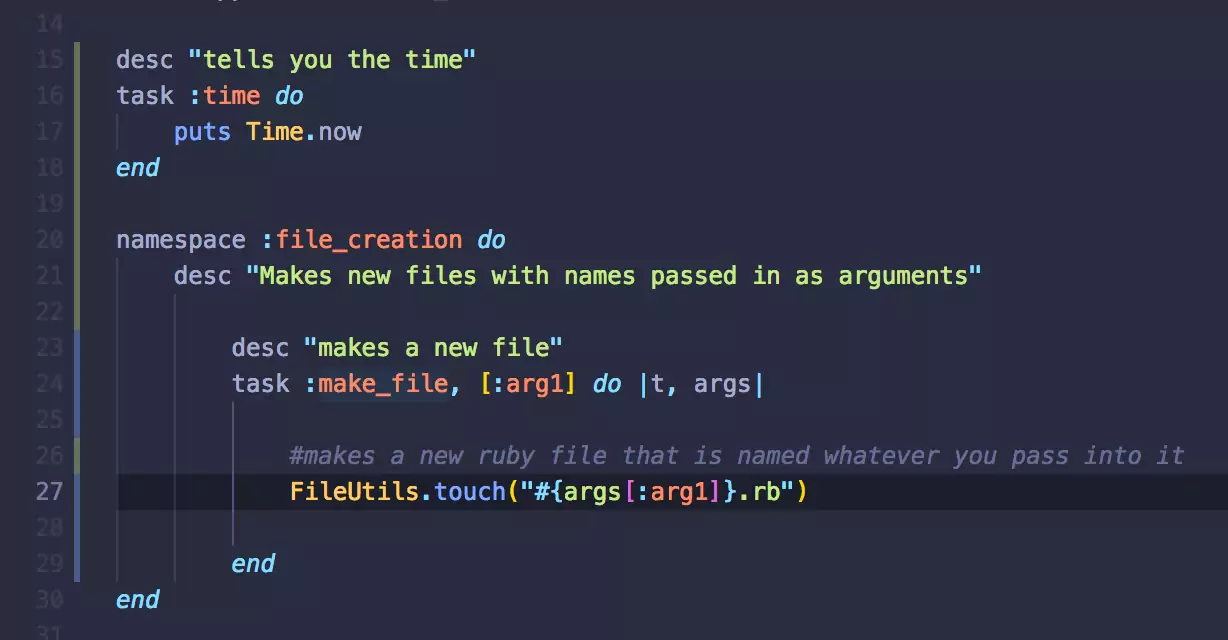 14
15 desc "tells you the time"
16 task :time do
17 puts Time.now
18 end
19
20 namespace :file_creation do
21 desc "Makes new files with names passed in as arguments"
22
23 desc "makes a new file"
24 task :make_file, [:arg1] do |t, args|
25
26 #makes a new ruby file that is named whatever you pass into it
27 FileUtils.touch("#{args[:arg1]}.rb")
28
29 end
30 end
31